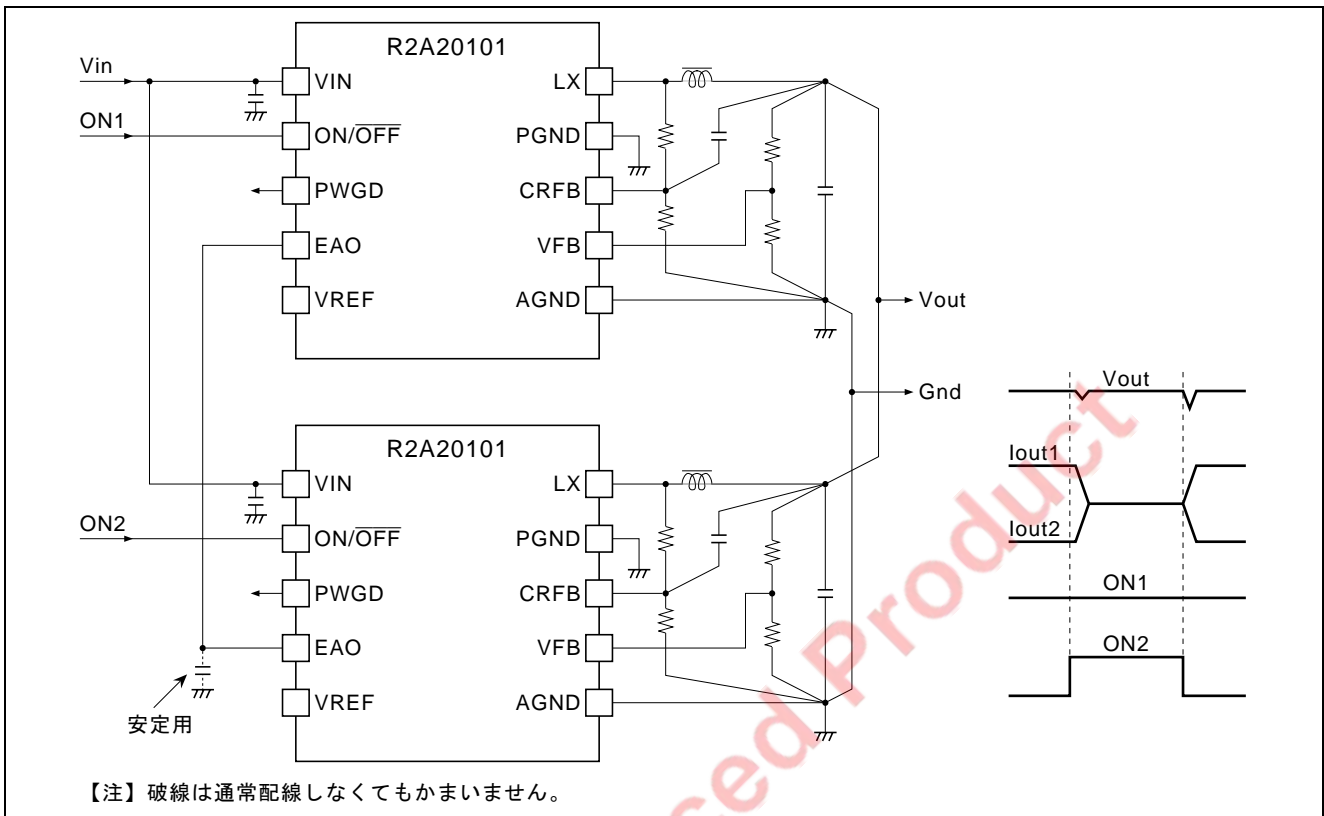 R2A20101
Vin
VIN
LX
ON1
ON/OFF
PGND
PWGD
CRFB
EAO
VFB
VREF
AGND
Vout
Gnd
R2A20101
VIN
LX
ON2
ON/OFF
PGND
PWGD
CRFB
EAO
VFB
VREF
AGND
安定用
【注】破線は通常配線しなくてもかまいません。
Vout
Iout1
Iout2
ON1
ON2
sed Product